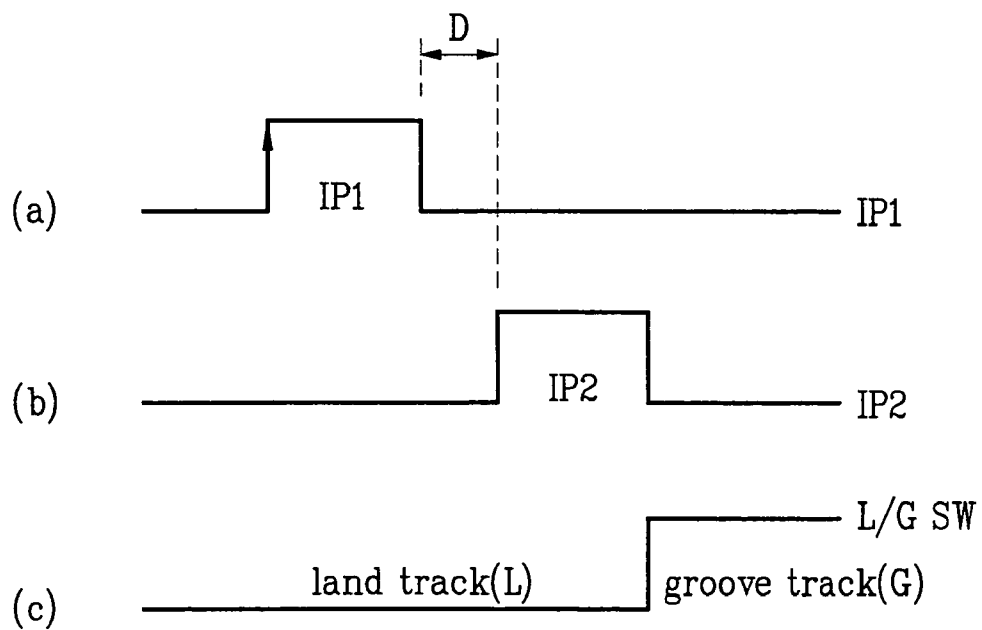 D
(a)
IP1
IP1
(b)
IP2
IP2
L/G SW
(c)
land track(L)
groove track(G)